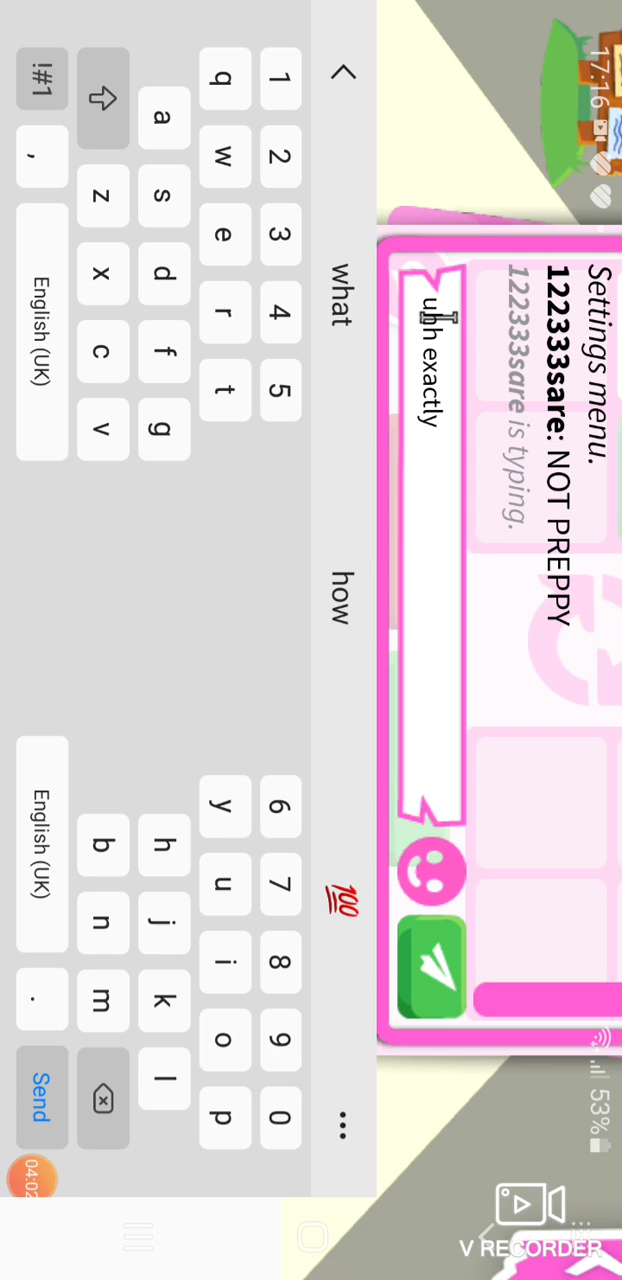 17:16
53%
Settings menu.
122333sare: NOT PREPPY
122333sare is typing.
uhh exactly
what how 💯 ...
1 2 3 4 5 6 7 8 9 0
q w e r t y u i o p
a s d f g h j k l
z x c v b n m
!#1 , English (UK) English (UK) . Send
04:02
V RECORDER